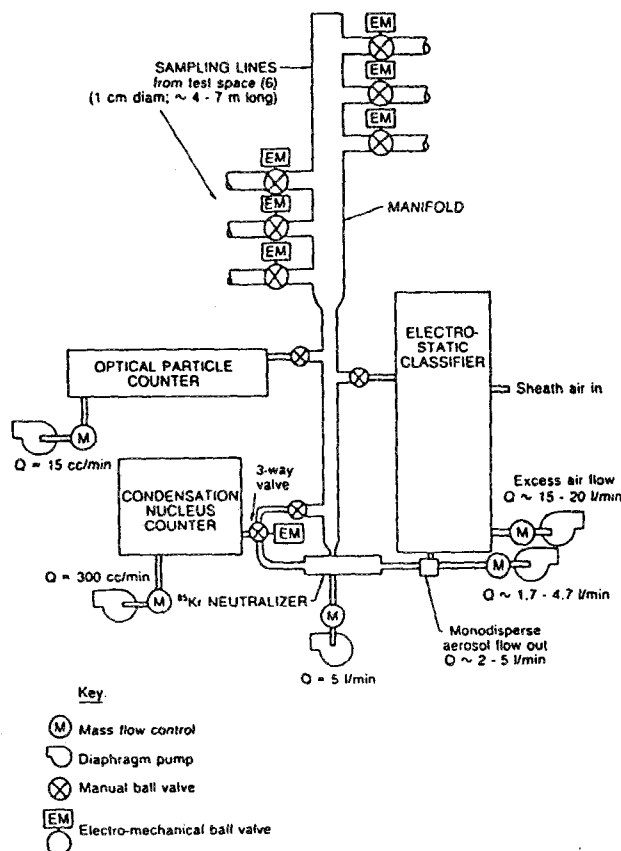 EM
EM
EM
SAMPLING LINES
from test space (6)
(1 cm diam; ~ 4 - 7 m long)
EM
EM
EM
MANIFOLD
ELECTRO-
STATIC
CLASSIFIER
OPTICAL PARTICLE
COUNTER
Sheath air in
M
Q = 15 cc/min
3-way
valve
Excess air flow
Q ~ 15 - 20 l/min
CONDENSATION
NUCLEUS
COUNTER
EM
M
M
Q = 300 cc/min
M
85Kr NEUTRALIZER
Q ~ 1.7 - 4.7 l/min
M
Monodisperse
aerosol flow out
Q ~ 2 - 5 l/min
Q = 5 l/min
Key.
M Mass flow control
Diaphragm pump
Manual ball valve
EM
Electro-mechanical ball valve